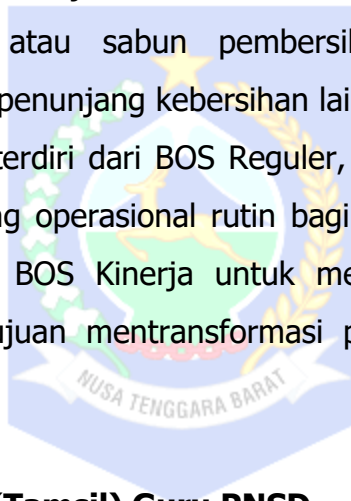 atau sabun pembersih
penunjang kebersihan lai
terdiri dari BOS Reguler,
g operasional rutin bagi
BOS Kinerja untuk me
juan mentransformasi p
NUSA TENGGARA BARAT
(Tamsil) Guru PNSD